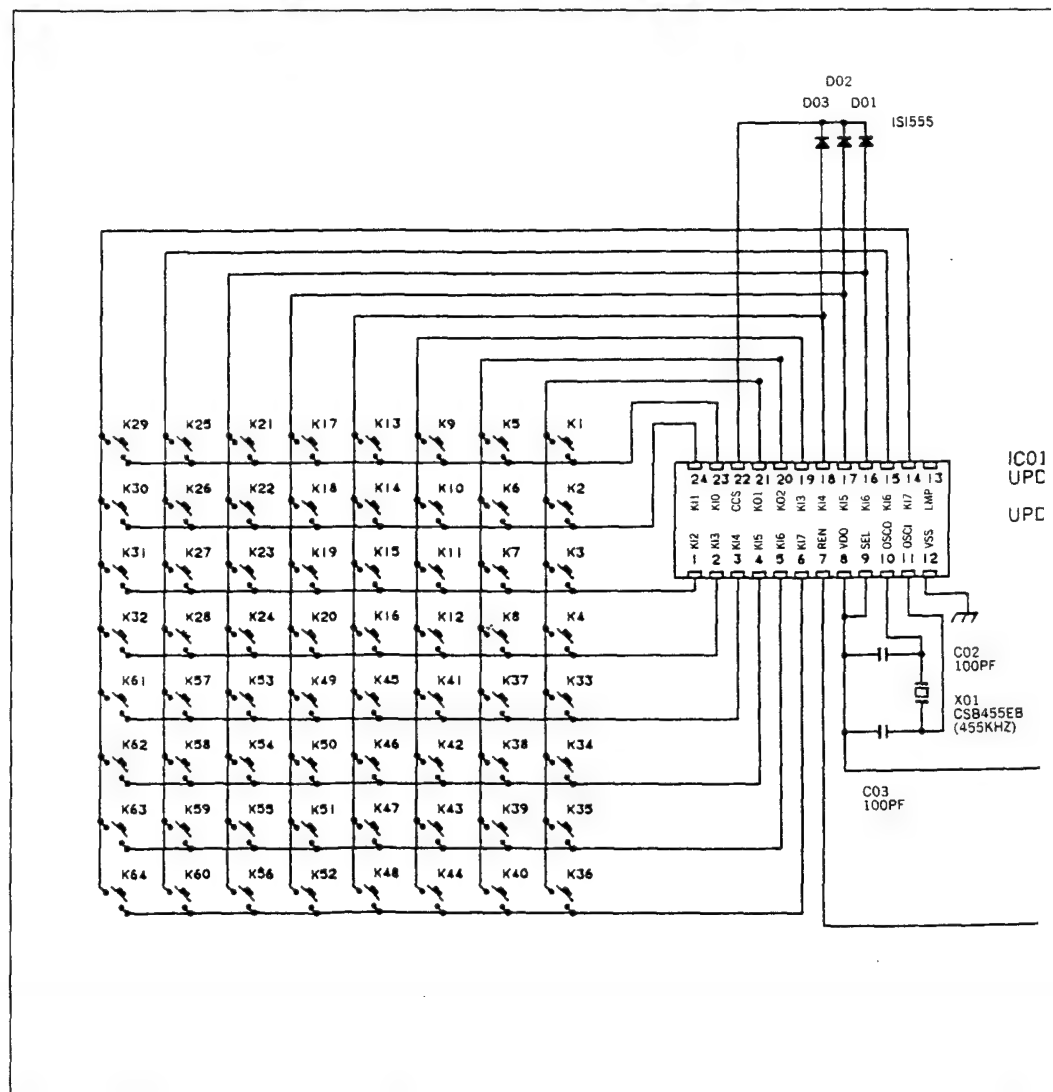 D02
D03 D01
ISI555
K29 K25 K21 K17 K13 K9 K5 K1
K30 K26 K22 K18 K14 K10 K6 K2
K31 K27 K23 K19 K15 K11 K7 K3
K32 K28 K24 K20 K16 K12 K8 K4
K61 K57 K53 K49 K45 K41 K37 K33
K62 K58 K54 K50 K46 K42 K38 K34
K63 K59 K55 K51 K47 K43 K39 K35
K64 K60 K56 K52 K48 K44 K40 K36
24 23 22 21 20 19 18 17 16 15 14 13
KI1 KI0 CCS KO1 KO2 KI3 KI4 KI5 KI6 KI6 KI7 LMP
KI2 KI3 KI4 KI5 KI6 KI7 REN VDO SEL OSCO OSCI VSS
1 2 3 4 5 6 7 8 9 10 11 12
IC01
UPD
UPD
C02
100PF
X01
CSB455EB
(455KHZ)
C03
100PF